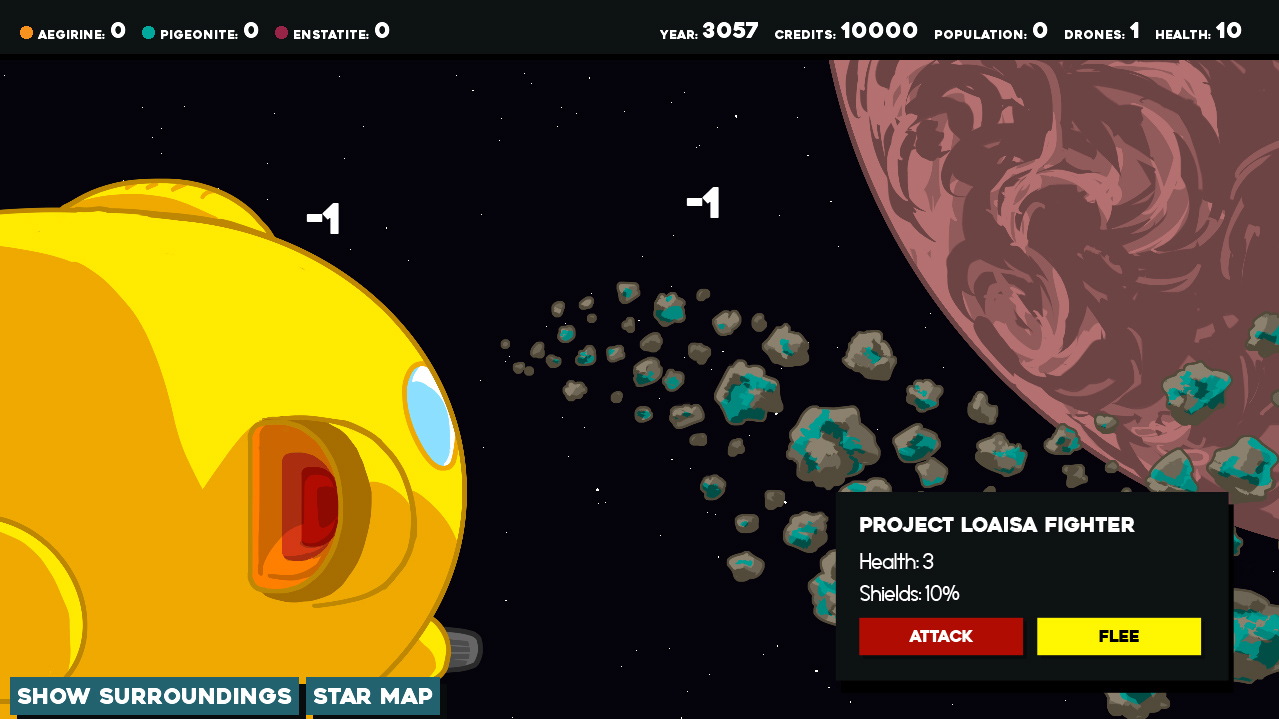 AEGIRINE: 0 PIGEONITE: 0 ENSTATITE: 0 YEAR: 3057 CREDITS: 10000 POPULATION: 0 DRONES: 1 HEALTH: 10
-1
-1
PROJECT LOAISA FIGHTER
Health: 3
Shields: 10%
ATTACK FLEE
SHOW SURROUNDINGS STAR MAP